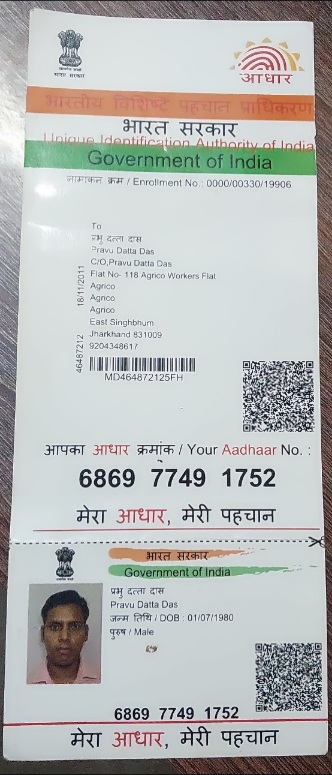 भारत सरकार
आधार
भारतीय विशिष्ट पहचान प्राधिकरण
भारत सरकार
Unique Identification Authority of India
Government of India
नामांकन क्रम / Enrollment No.: 0000/00330/19906
To
प्रभु दत्ता दास
Pravu Datta Das
C/O,Pravu Datta Das
Flat No- 118 Agrico Workers Flat
Agrico
Agrico
Agrico
East Singhbhum
Jharkhand 831009
9204348617
46487212 18/11/2011
MD464872125FH
आपका आधार क्रमांक / Your Aadhaar No. :
6869 7749 1752
मेरा आधार, मेरी पहचान
भारत सरकार
Government of India
प्रभु दत्ता दास
Pravu Datta Das
जन्म तिथि / DOB : 01/07/1980
पुरुष / Male
6869 7749 1752
मेरा आधार, मेरी पहचान